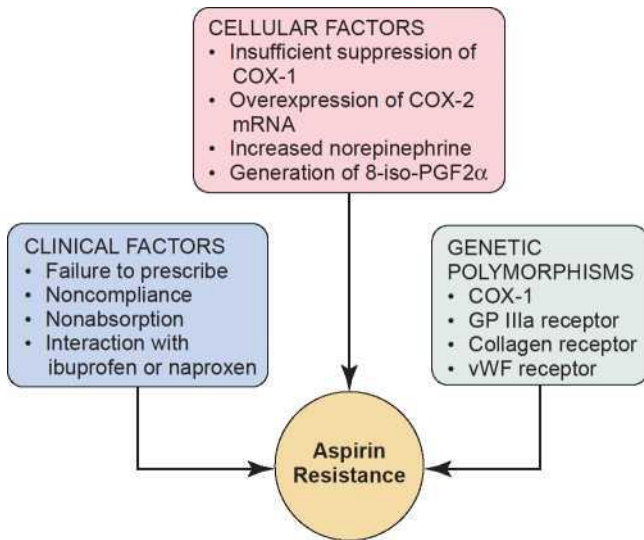 CELLULAR FACTORS
• Insufficient suppression of
COX-1
• Overexpression of COX-2
mRNA
• Increased norepinephrine
• Generation of 8-iso-PGF2α
CLINICAL FACTORS
• Failure to prescribe
• Noncompliance
• Nonabsorption
• Interaction with
ibuprofen or naproxen
GENETIC
POLYMORPHISMS
• COX-1
• GP IIIa receptor
• Collagen receptor
• vWF receptor
Aspirin
Resistance